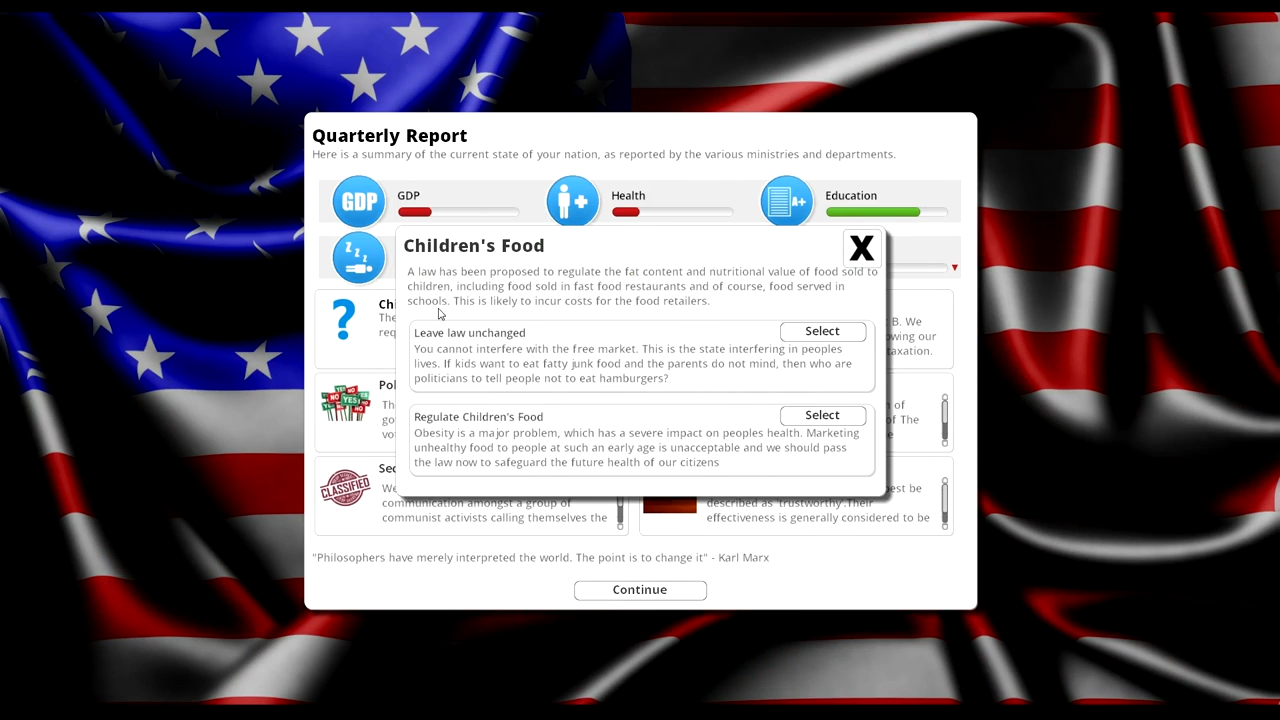 Quarterly Report
Here is a summary of the current state of your nation, as reported by the various ministries and departments.
GDP
GDP
Health
A+
Education
Children's Food
X
A law has been proposed to regulate the fat content and nutritional value of food sold to
children, including food sold in fast food restaurants and of course, food served in
schools. This is likely to incur costs for the food retailers.
Leave law unchanged
Select
You cannot interfere with the free market. This is the state interfering in peoples
lives. If kids want to eat fatty junk food and the parents do not mind, then who are
politicians to tell people not to eat hamburgers?
Regulate Children's Food
Select
Obesity is a major problem, which has a severe impact on peoples health. Marketing
unhealthy food to people at such an early age is unacceptable and we should pass
the law now to safeguard the future health of our citizens
?
B. We
owing our
taxation.
NO YES NO
of
of The
CLASSIFIED
We
communication amongst a group of
communist activists calling themselves the
best be
described as 'trustworthy'.Their
effectiveness is generally considered to be
"Philosophers have merely interpreted the world. The point is to change it" - Karl Marx
Continue